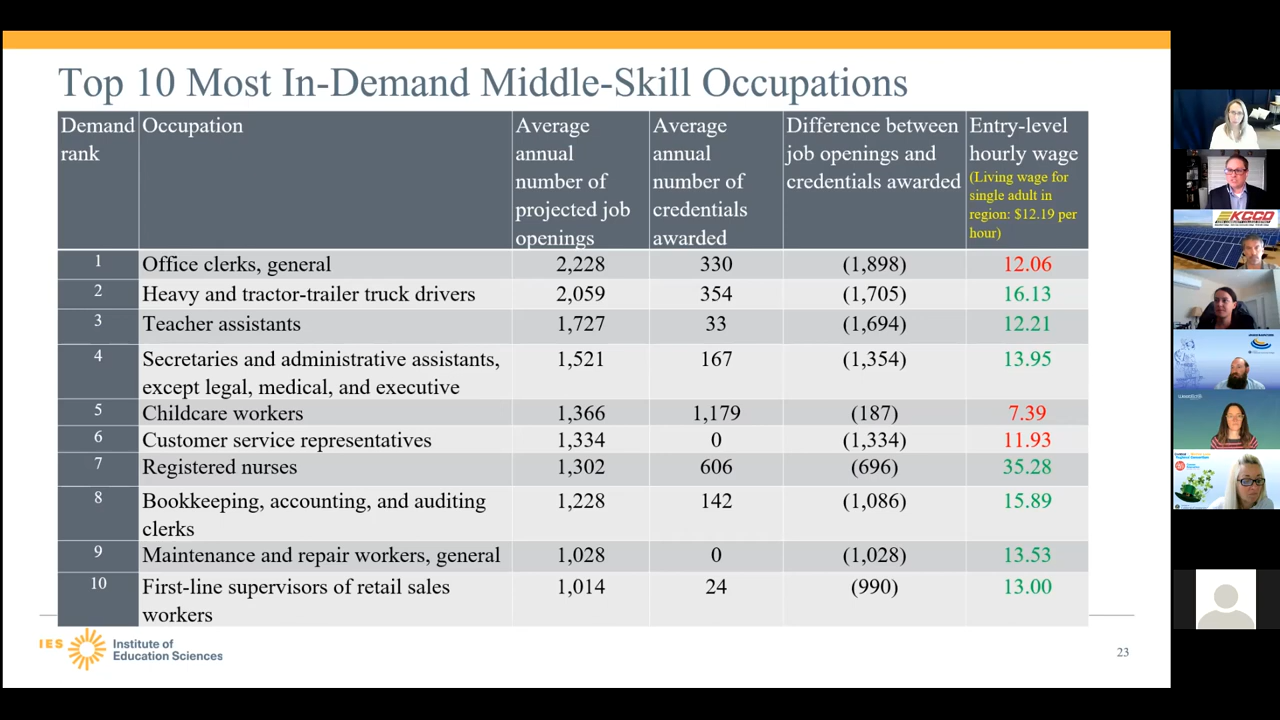 Top 10 Most In-Demand Middle-Skill Occupations
Demand rank | Occupation | Average annual number of projected job openings | Average annual number of credentials awarded | Difference between job openings and credentials awarded | Entry-level hourly wage (Living wage for single adult in region: $12.19 per hour)
1 | Office clerks, general | 2,228 | 330 | (1,898) | 12.06
2 | Heavy and tractor-trailer truck drivers | 2,059 | 354 | (1,705) | 16.13
3 | Teacher assistants | 1,727 | 33 | (1,694) | 12.21
4 | Secretaries and administrative assistants, except legal, medical, and executive | 1,521 | 167 | (1,354) | 13.95
5 | Childcare workers | 1,366 | 1,179 | (187) | 7.39
6 | Customer service representatives | 1,334 | 0 | (1,334) | 11.93
7 | Registered nurses | 1,302 | 606 | (696) | 35.28
8 | Bookkeeping, accounting, and auditing clerks | 1,228 | 142 | (1,086) | 15.89
9 | Maintenance and repair workers, general | 1,028 | 0 | (1,028) | 13.53
10 | First-line supervisors of retail sales workers | 1,014 | 24 | (990) | 13.00
IES
Institute of
Education Sciences
23
KCCD